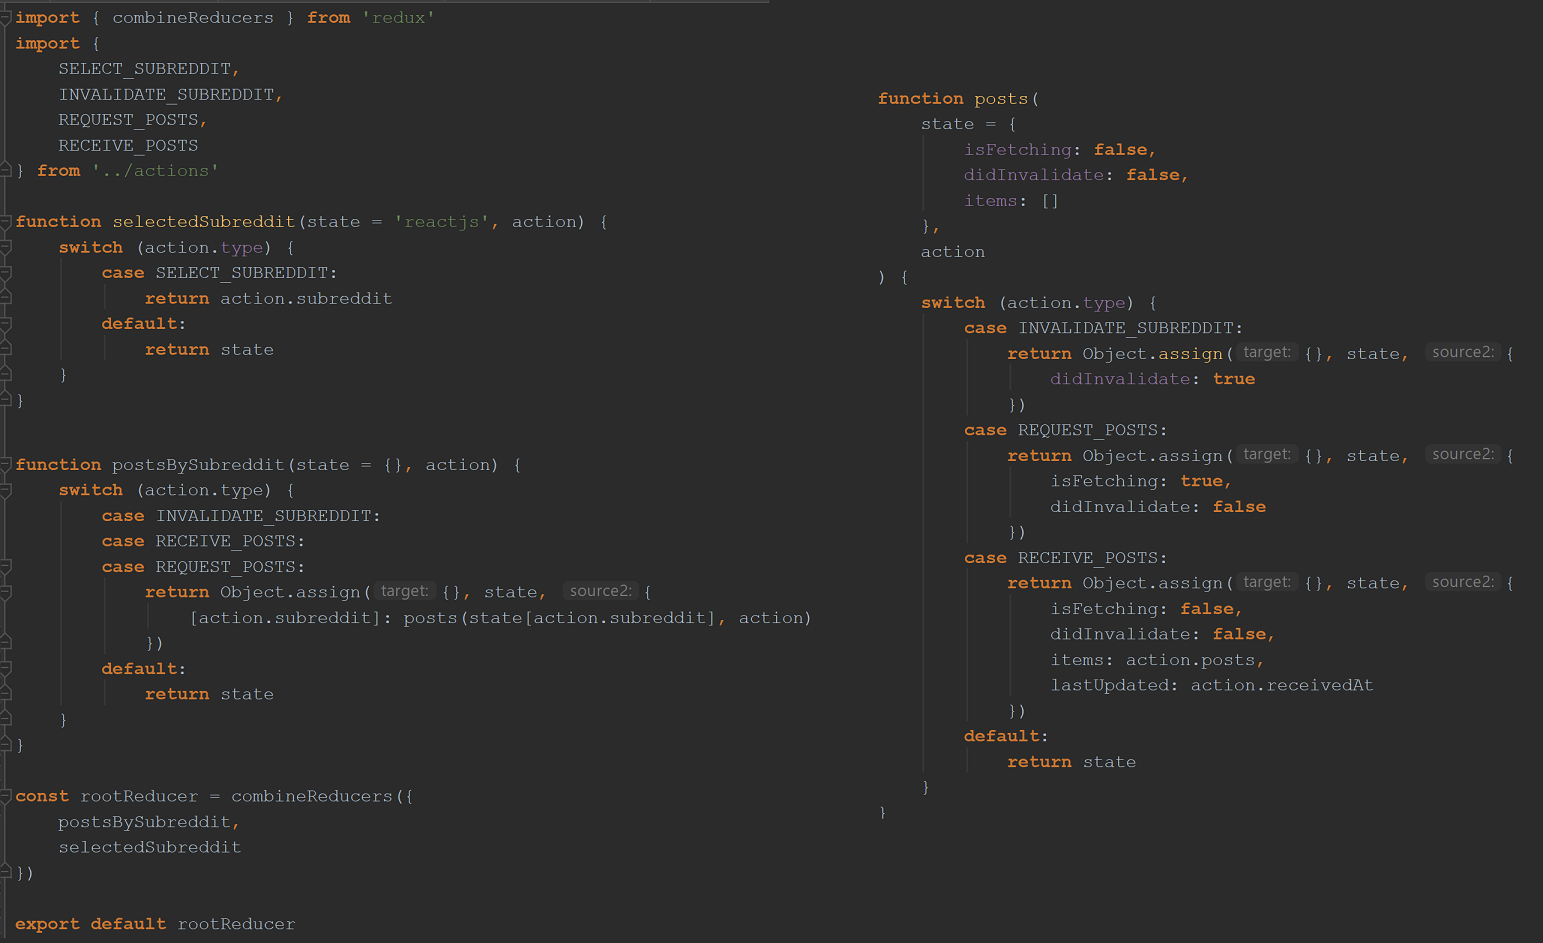 import { combineReducers } from 'redux'
import {
    SELECT_SUBREDDIT,
    INVALIDATE_SUBREDDIT,
    REQUEST_POSTS,
    RECEIVE_POSTS
} from '../actions'
function selectedSubreddit(state = 'reactjs', action) {
    switch (action.type) {
        case SELECT_SUBREDDIT:
            return action.subreddit
        default:
            return state
    }
}
function postsBySubreddit(state = {}, action) {
    switch (action.type) {
        case INVALIDATE_SUBREDDIT:
        case RECEIVE_POSTS:
        case REQUEST_POSTS:
            return Object.assign( target: {}, state, source2: {
                [action.subreddit]: posts(state[action.subreddit], action)
            })
        default:
            return state
    }
}
const rootReducer = combineReducers({
    postsBySubreddit,
    selectedSubreddit
})
export default rootReducer
function posts(
    state = {
        isFetching: false,
        didInvalidate: false,
        items: []
    },
    action
) {
    switch (action.type) {
        case INVALIDATE_SUBREDDIT:
            return Object.assign( target: {}, state, source2: {
                didInvalidate: true
            })
        case REQUEST_POSTS:
            return Object.assign( target: {}, state, source2: {
                isFetching: true,
                didInvalidate: false
            })
        case RECEIVE_POSTS:
            return Object.assign( target: {}, state, source2: {
                isFetching: false,
                didInvalidate: false,
                items: action.posts,
                lastUpdated: action.receivedAt
            })
        default:
            return state
    }
}